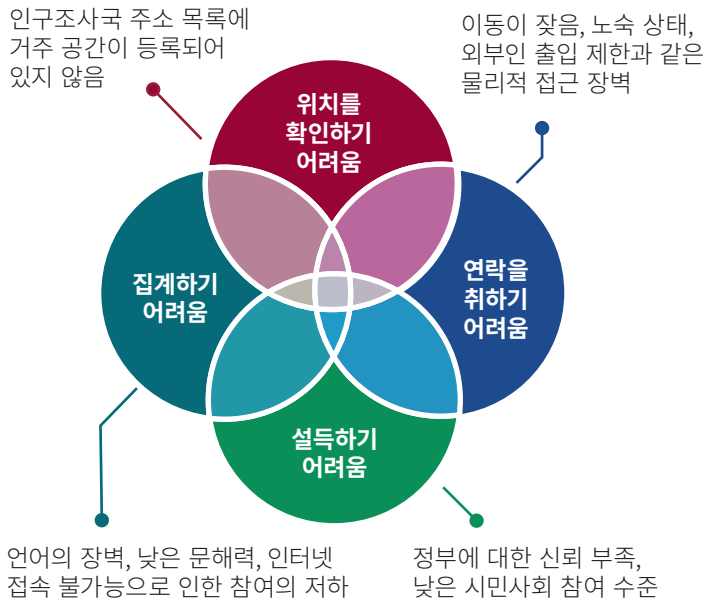 인구조사국 주소 목록에
거주 공간이 등록되어
있지 않음
이동이 잦음, 노숙 상태,
외부인 출입 제한과 같은
물리적 접근 장벽
위치를
확인하기
어려움
집계하기
어려움
연락을
취하기
어려움
설득하기
어려움
언어의 장벽, 낮은 문해력, 인터넷
접속 불가능으로 인한 참여의 저하
정부에 대한 신뢰 부족,
낮은 시민사회 참여 수준